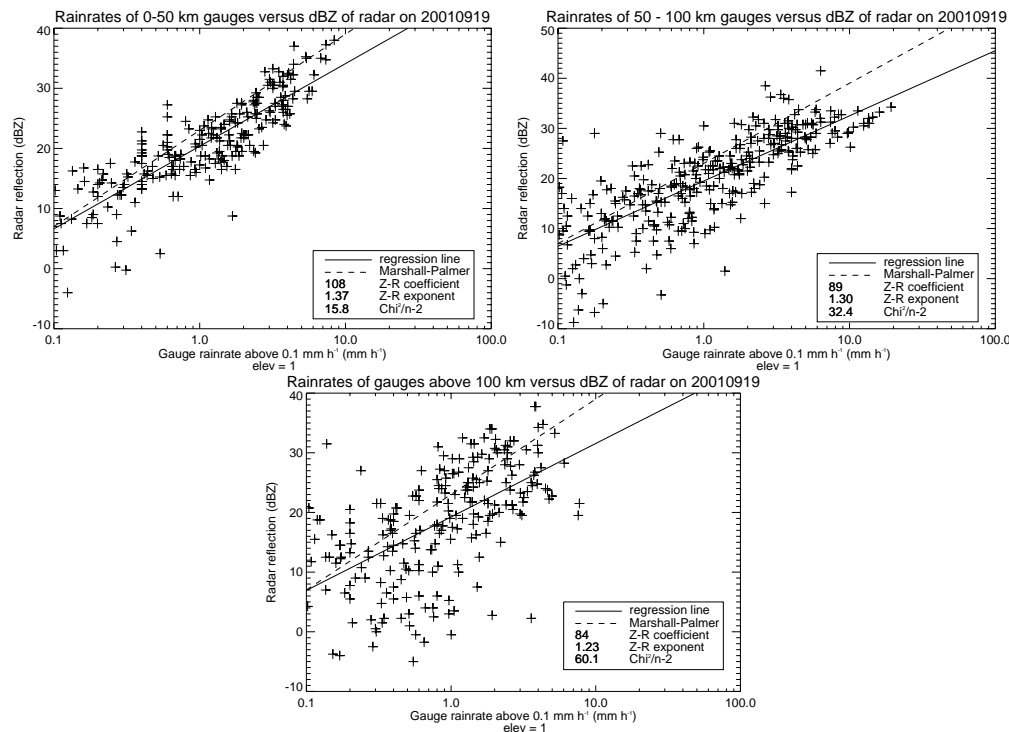 Rainrates of 0-50 km gauges versus dBZ of radar on 20010919
40
30
20
10
0
-10
Radar reflection (dBZ)
regression line
Marshall-Palmer
108 Z-R coefficient
1.37 Z-R exponent
15.8 Chi²/n-2
0.1 1.0 10.0 100.0
Gauge rainrate above 0.1 mm h⁻¹ (mm h⁻¹)
elev = 1
Rainrates of 50 - 100 km gauges versus dBZ of radar on 20010919
50
40
30
20
10
0
-10
Radar reflection (dBZ)
regression line
Marshall-Palmer
89 Z-R coefficient
1.30 Z-R exponent
32.4 Chi²/n-2
0.1 1.0 10.0 100.0
Gauge rainrate above 0.1 mm h⁻¹ (mm h⁻¹)
elev = 1
Rainrates of gauges above 100 km versus dBZ of radar on 20010919
40
30
20
10
0
-10
Radar reflection (dBZ)
regression line
Marshall-Palmer
84 Z-R coefficient
1.23 Z-R exponent
60.1 Chi²/n-2
0.1 1.0 10.0 100.0
Gauge rainrate above 0.1 mm h⁻¹ (mm h⁻¹)
elev = 1